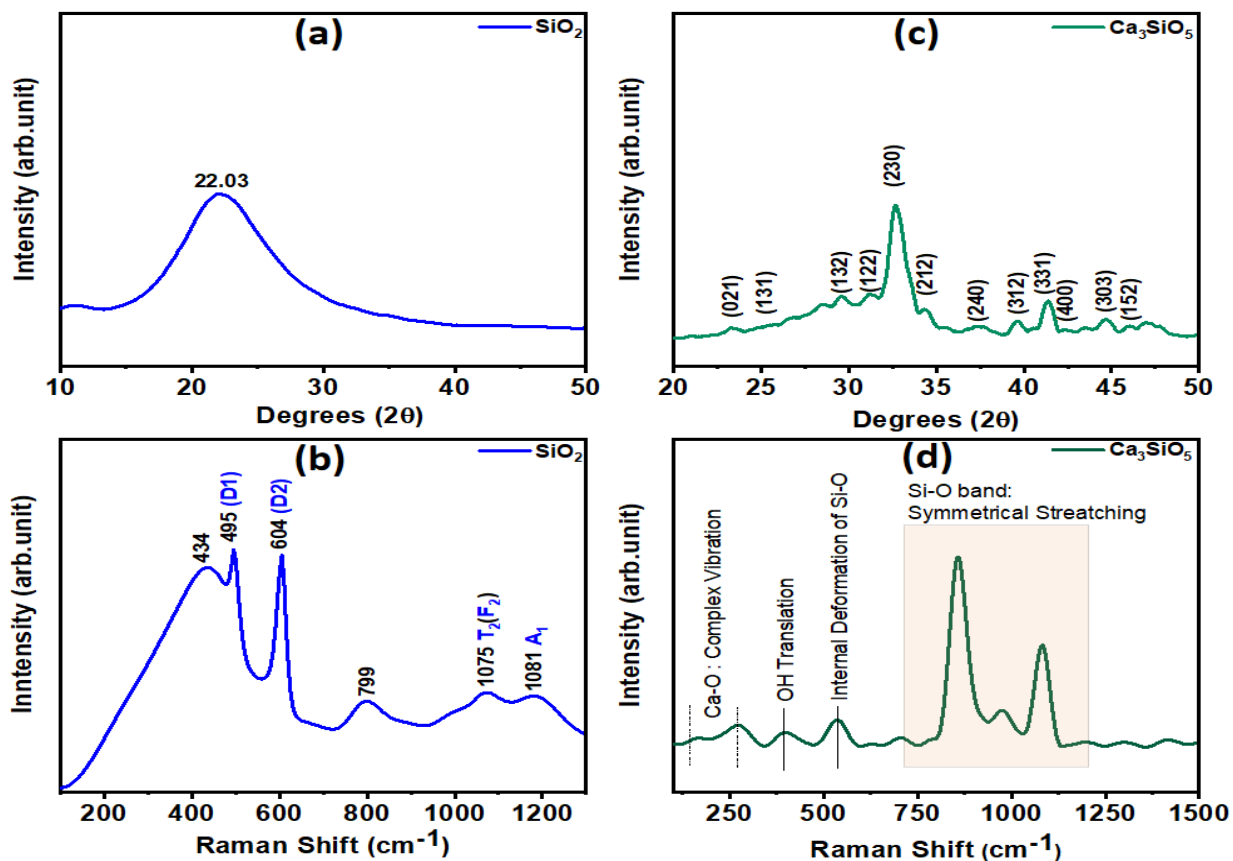 (a)
SiO₂
Intensity (arb.unit)
22.03
10 20 30 40 50
Degrees (2θ)
(c)
Ca₃SiO₅
Intensity (arb.unit)
(021)
(131)
(132)
(122)
(230)
(212)
(240)
(312)
(331)
(400)
(303)
(152)
20 25 30 35 40 45 50
Degrees (2θ)
(b)
SiO₂
Inntensity (arb.unit)
434
495 (D1)
604 (D2)
799
1075 T₂(F₂)
1081 A₁
200 400 600 800 1000 1200
Raman Shift (cm⁻¹)
(d)
Ca₃SiO₅
Intensity (arb.unit)
Ca-O : Complex Vibration
OH Translation
Internal Deformation of Si-O
Si-O band:
Symmetrical Streatching
250 500 750 1000 1250 1500
Raman Shift (cm⁻¹)